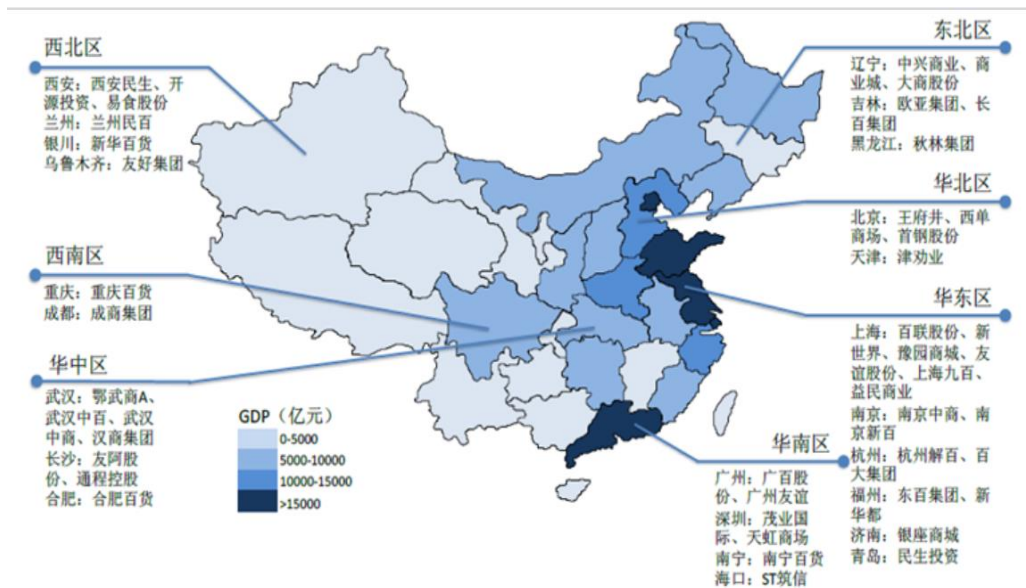 西北区
西安：西安民生、开
源投资、易食股份
兰州：兰州民百
银川：新华百货
乌鲁木齐：友好集团
西南区
重庆：重庆百货
成都：成商集团
华中区
武汉：鄂武商A、
武汉中百、武汉
中商、汉商集团
长沙：友阿股
份、通程控股
合肥：合肥百货
GDP（亿元）
0-5000
5000-10000
10000-15000
>15000
东北区
辽宁：中兴商业、商
业城、大商股份
吉林：欧亚集团、长
百集团
黑龙江：秋林集团
华北区
北京：王府井、西单
商场、首钢股份
天津：津劝业
华东区
上海：百联股份、新
世界、豫园商城、友
谊股份、上海九百、
益民商业
南京：南京中商、南
京新百
杭州：杭州解百、百
大集团
福州：东百集团、新
华都
济南：银座商城
青岛：民生投资
华南区
广州：广百股
份、广州友谊
深圳：茂业国
际、天虹商场
南宁：南宁百货
海口：ST筑信